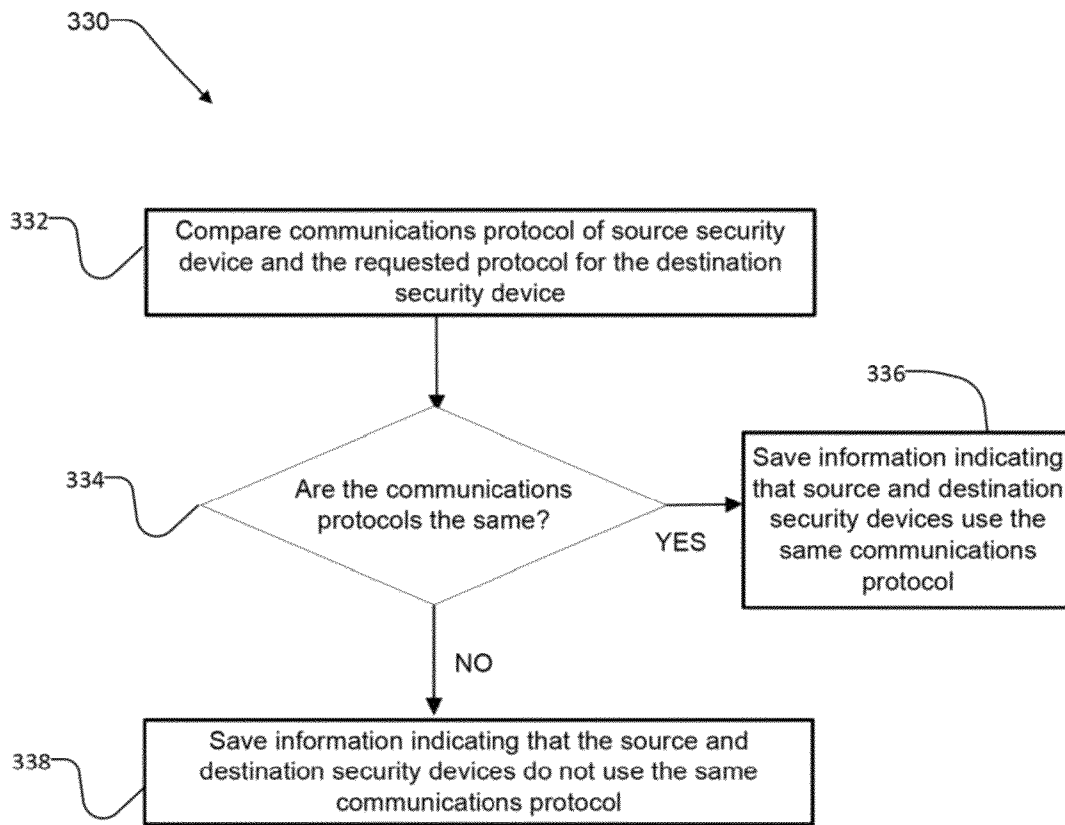 330
332
Compare communications protocol of source security
device and the requested protocol for the destination
security device
334
Are the communications
protocols the same?
YES
336
Save information indicating
that source and destination
security devices use the
same communications
protocol
NO
338
Save information indicating that the source and
destination security devices do not use the same
communications protocol